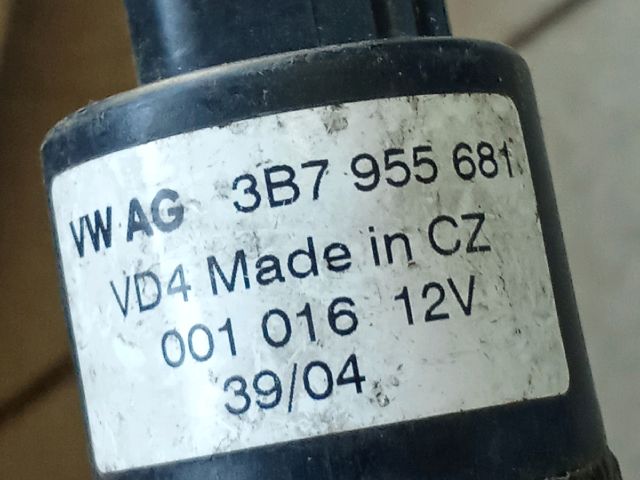 VW AG 3B7 955 681
VD4 Made in CZ
001 016 12V
39/04